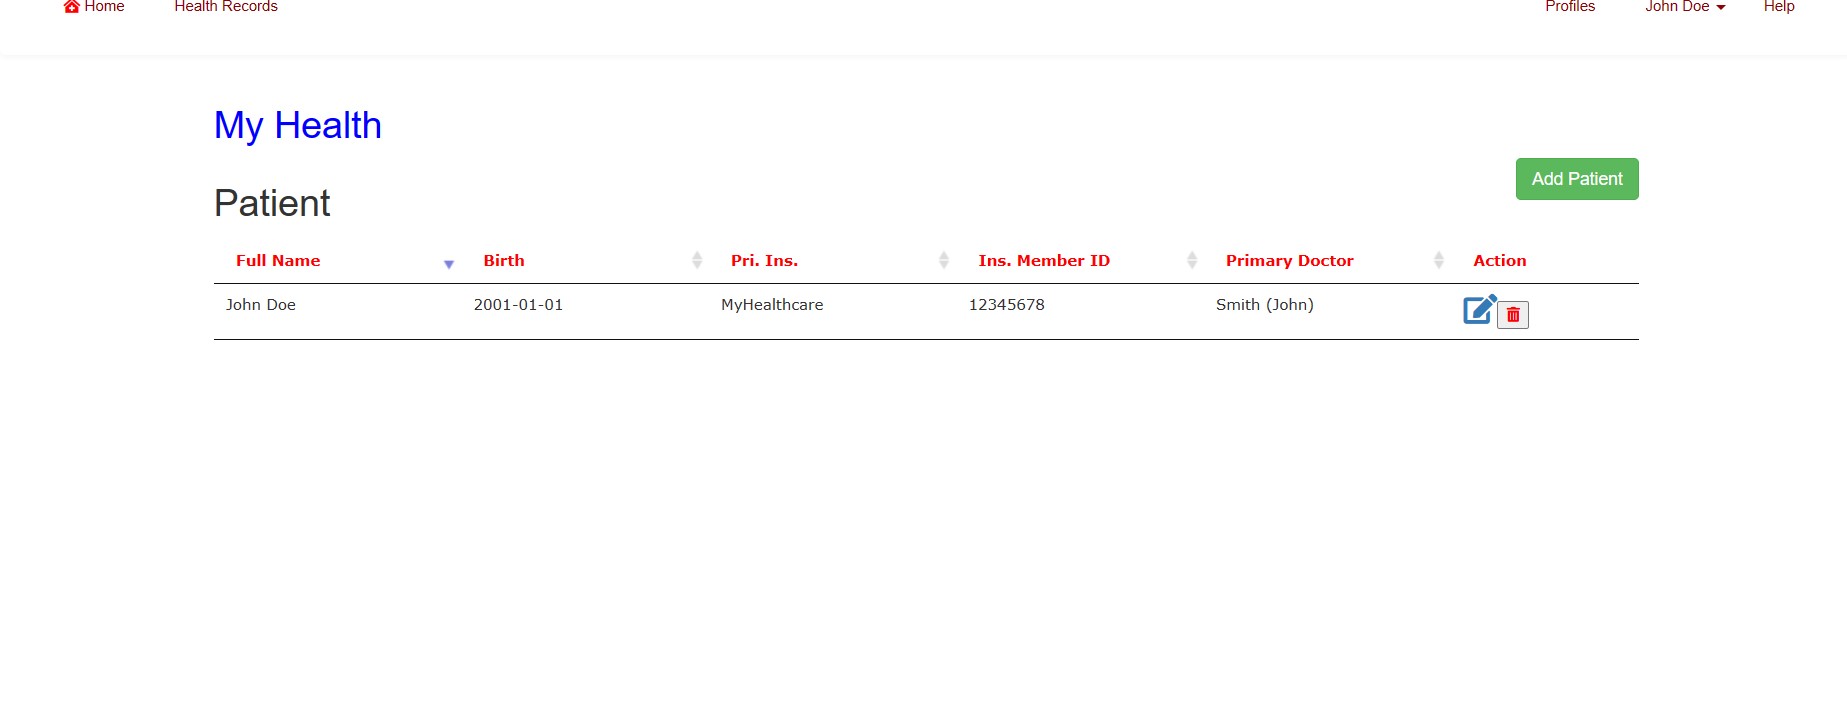 Home Health Records Profiles John Doe Help
My Health
Add Patient
Patient
Full Name Birth Pri. Ins. Ins. Member ID Primary Doctor Action
John Doe 2001-01-01 MyHealthcare 12345678 Smith (John)